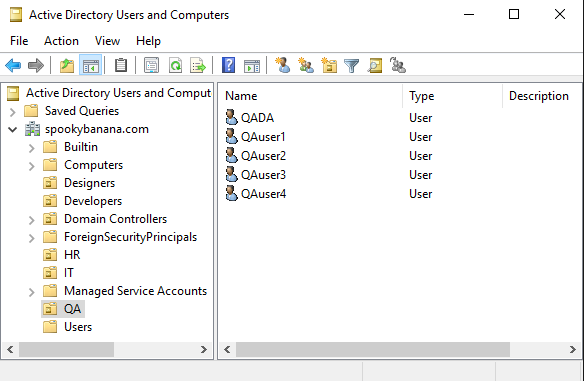 Active Directory Users and Computers
File Action View Help
Active Directory Users and Comput
Saved Queries
spookybanana.com
Builtin
Computers
Designers
Developers
Domain Controllers
ForeignSecurityPrincipals
HR
IT
Managed Service Accounts
QA
Users
Name Type Description
QADA User
QAuser1 User
QAuser2 User
QAuser3 User
QAuser4 User